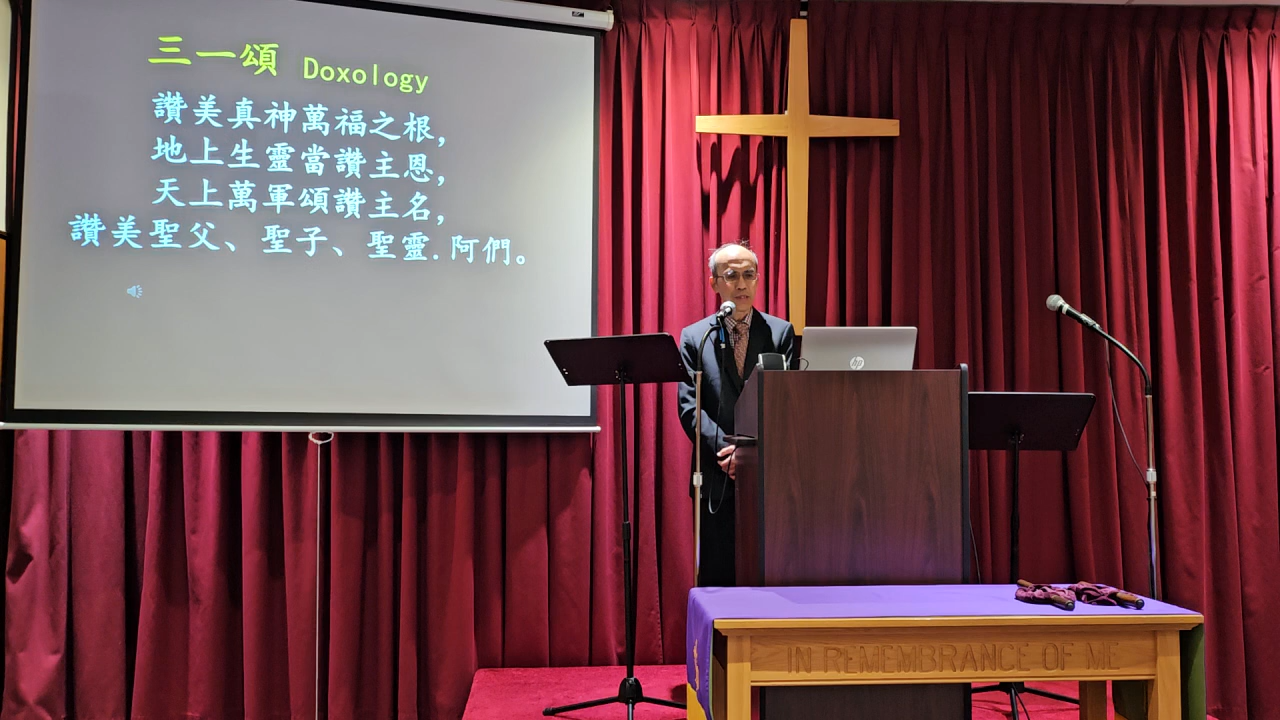 三一頌 Doxology
讚美真神萬福之根,
地上生靈當讚主恩,
天上萬軍頌讚主名,
讚美聖父、聖子、聖靈.阿們。
hp
IN REMEMBRANCE OF ME